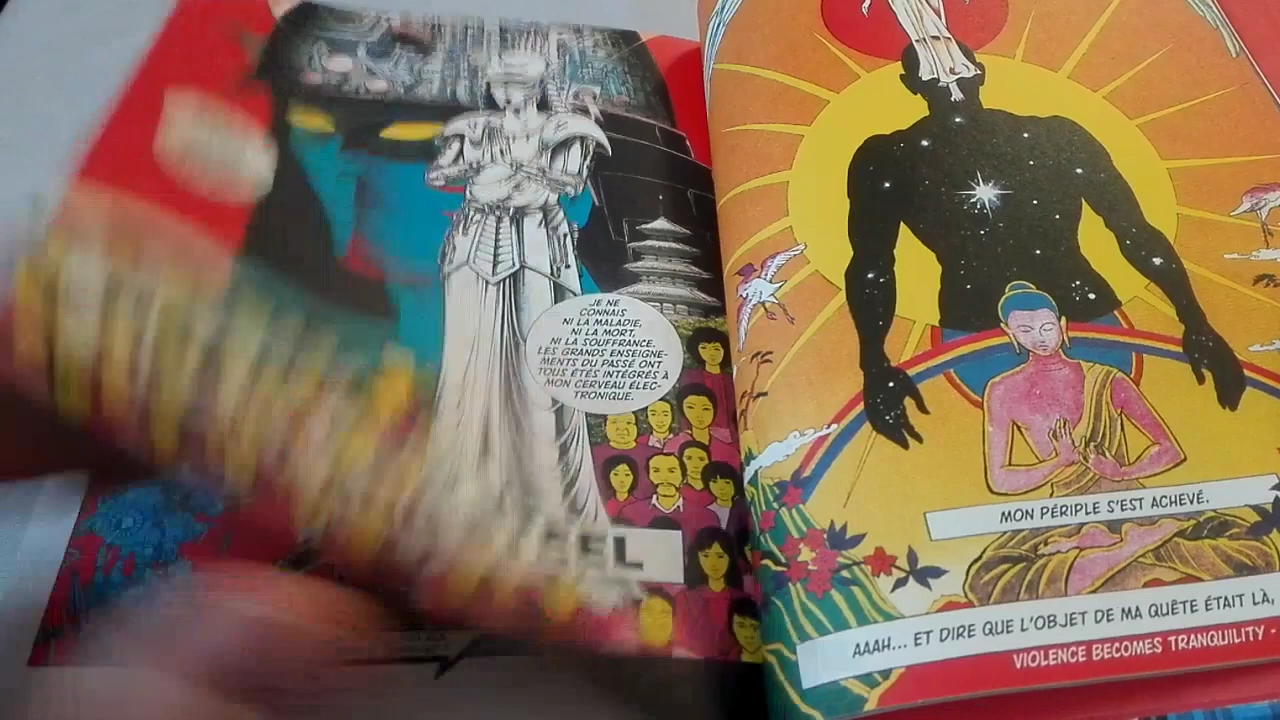 JE NE
CONNAIS
NI LA MALADIE,
NI LA MORT,
NI LA SOUFFRANCE.
LES GRANDS ENSEIGNE-
MENTS DU PASSÉ ONT
TOUS ÉTÉS INTÉGRÉS À
MON CERVEAU ÉLEC-
TRONIQUE.
MON PÉRIPLE S'EST ACHEVÉ.
AAAH... ET DIRE QUE L'OBJET DE MA QUÊTE ÉTAIT LÀ,
VIOLENCE BECOMES TRANQUILITY -